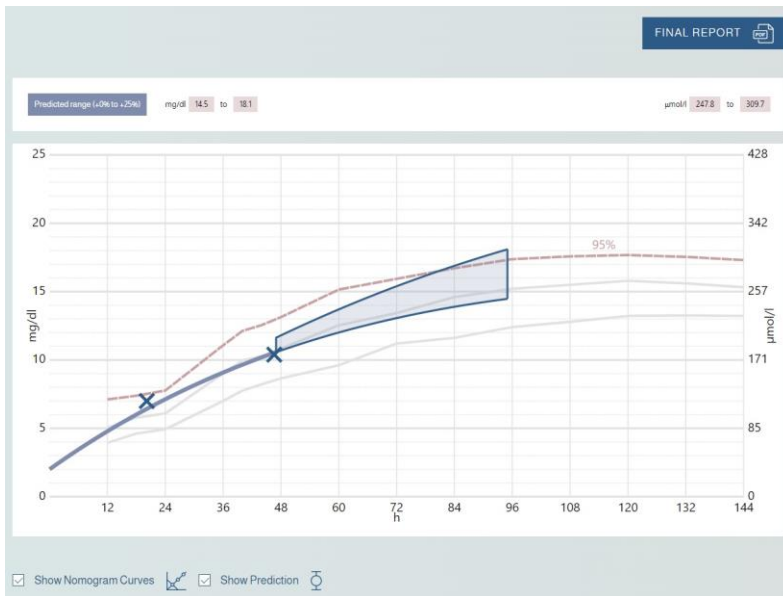 FINAL REPORT PDF
Predicted range (+0% to +25%) mg/dl 14.5 to 18.1 µmol/l 247.8 to 309.7
25 428
20 342
95%
15 257
mg/dl µmol/l
10 171
5 85
0 0
12 24 36 48 60 72 84 96 108 120 132 144
h
Show Nomogram Curves Show Prediction